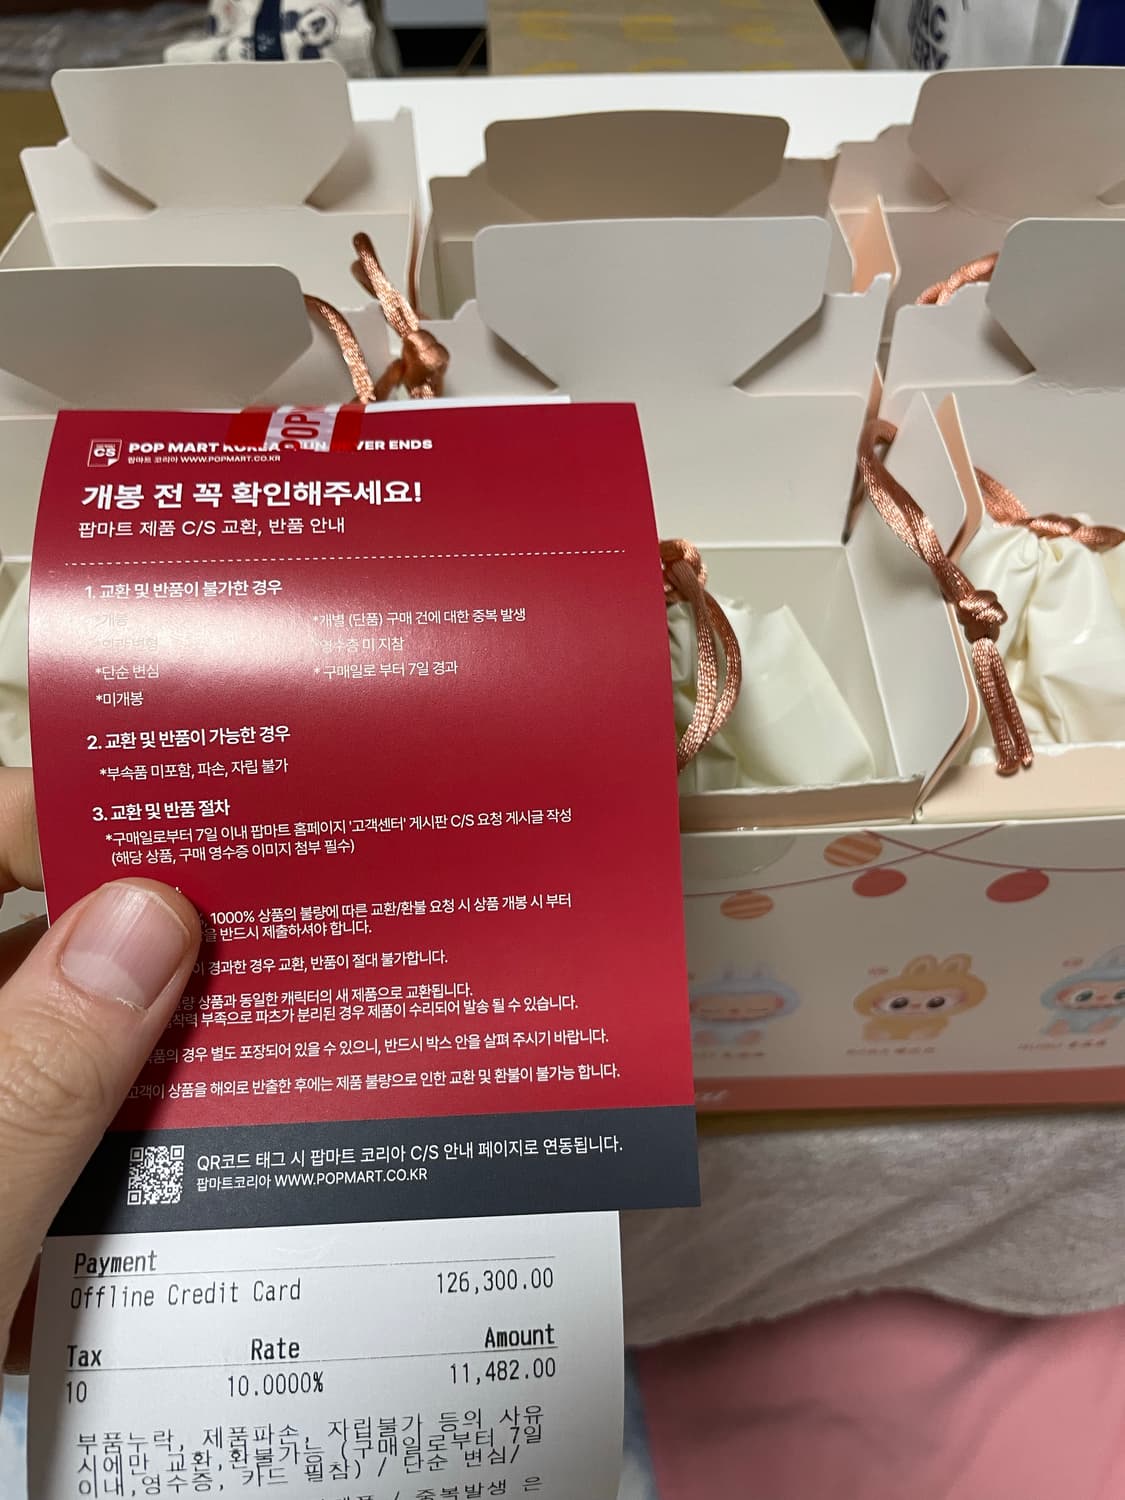 CS POP MART KOREA
팝마트 코리아 WWW.POPMART.CO.KR
개봉 전 꼭 확인해주세요!
팝마트 제품 C/S 교환, 반품 안내
1. 교환 및 반품이 불가한 경우
*개봉
*개별 (단품) 구매 건에 대한 중복 발생
*영수증 미 지참
*단순 변심
* 구매일로 부터 7일 경과
*미개봉
2. 교환 및 반품이 가능한 경우
*부속품 미포함, 파손, 자립 불가
3. 교환 및 반품 절차
*구매일로부터 7일 이내 팝마트 홈페이지 '고객센터' 게시판 C/S 요청 게시글 작성
(해당 상품, 구매 영수증 이미지 첨부 필수)
1000% 상품의 불량에 따른 교환/환불 요청 시 상품 개봉 시 부터
반드시 제출하셔야 합니다.
경과한 경우 교환, 반품이 절대 불가합니다.
상품과 동일한 캐릭터의 새 제품으로 교환됩니다.
부족으로 파츠가 분리된 경우 제품이 수리되어 발송 될 수 있습니다.
경우 별도 포장되어 있을 수 있으니, 반드시 박스 안을 살펴 주시기 바랍니다.
고객이 상품을 해외로 반출한 후에는 제품 불량으로 인한 교환 및 환불이 불가능 합니다.
QR코드 태그 시 팝마트 코리아 C/S 안내 페이지로 연동됩니다.
팝마트코리아 WWW.POPMART.CO.KR
Payment
Offline Credit Card 126,300.00
Tax Rate Amount
10 10.0000% 11,482.00
부품누락, 제품파손, 자립불가 등의 사유
시에만 교환,환불가능 (구매일로부터 7일
이내,영수증, 카드 필참) / 단순 변심/
/ 중복발생 은